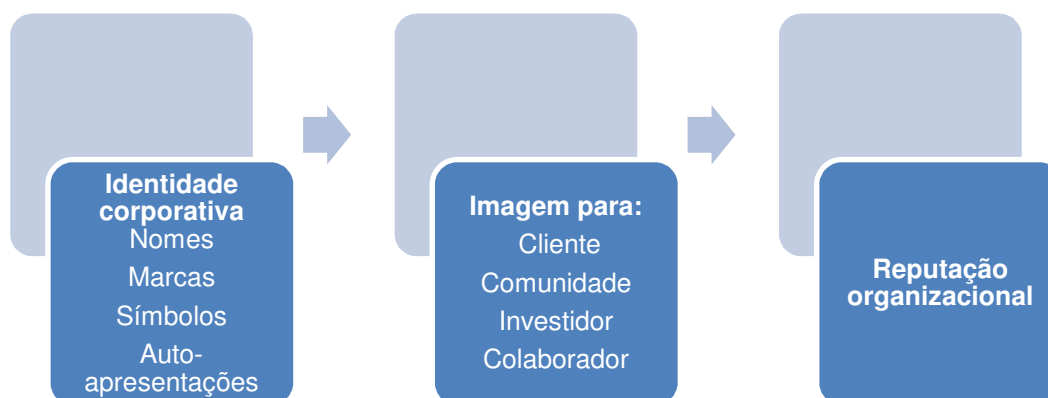 Identidade
corporativa
Nomes
Marcas
Símbolos
Auto-
apresentações
Imagem para:
Cliente
Comunidade
Investidor
Colaborador
Reputação
organizacional